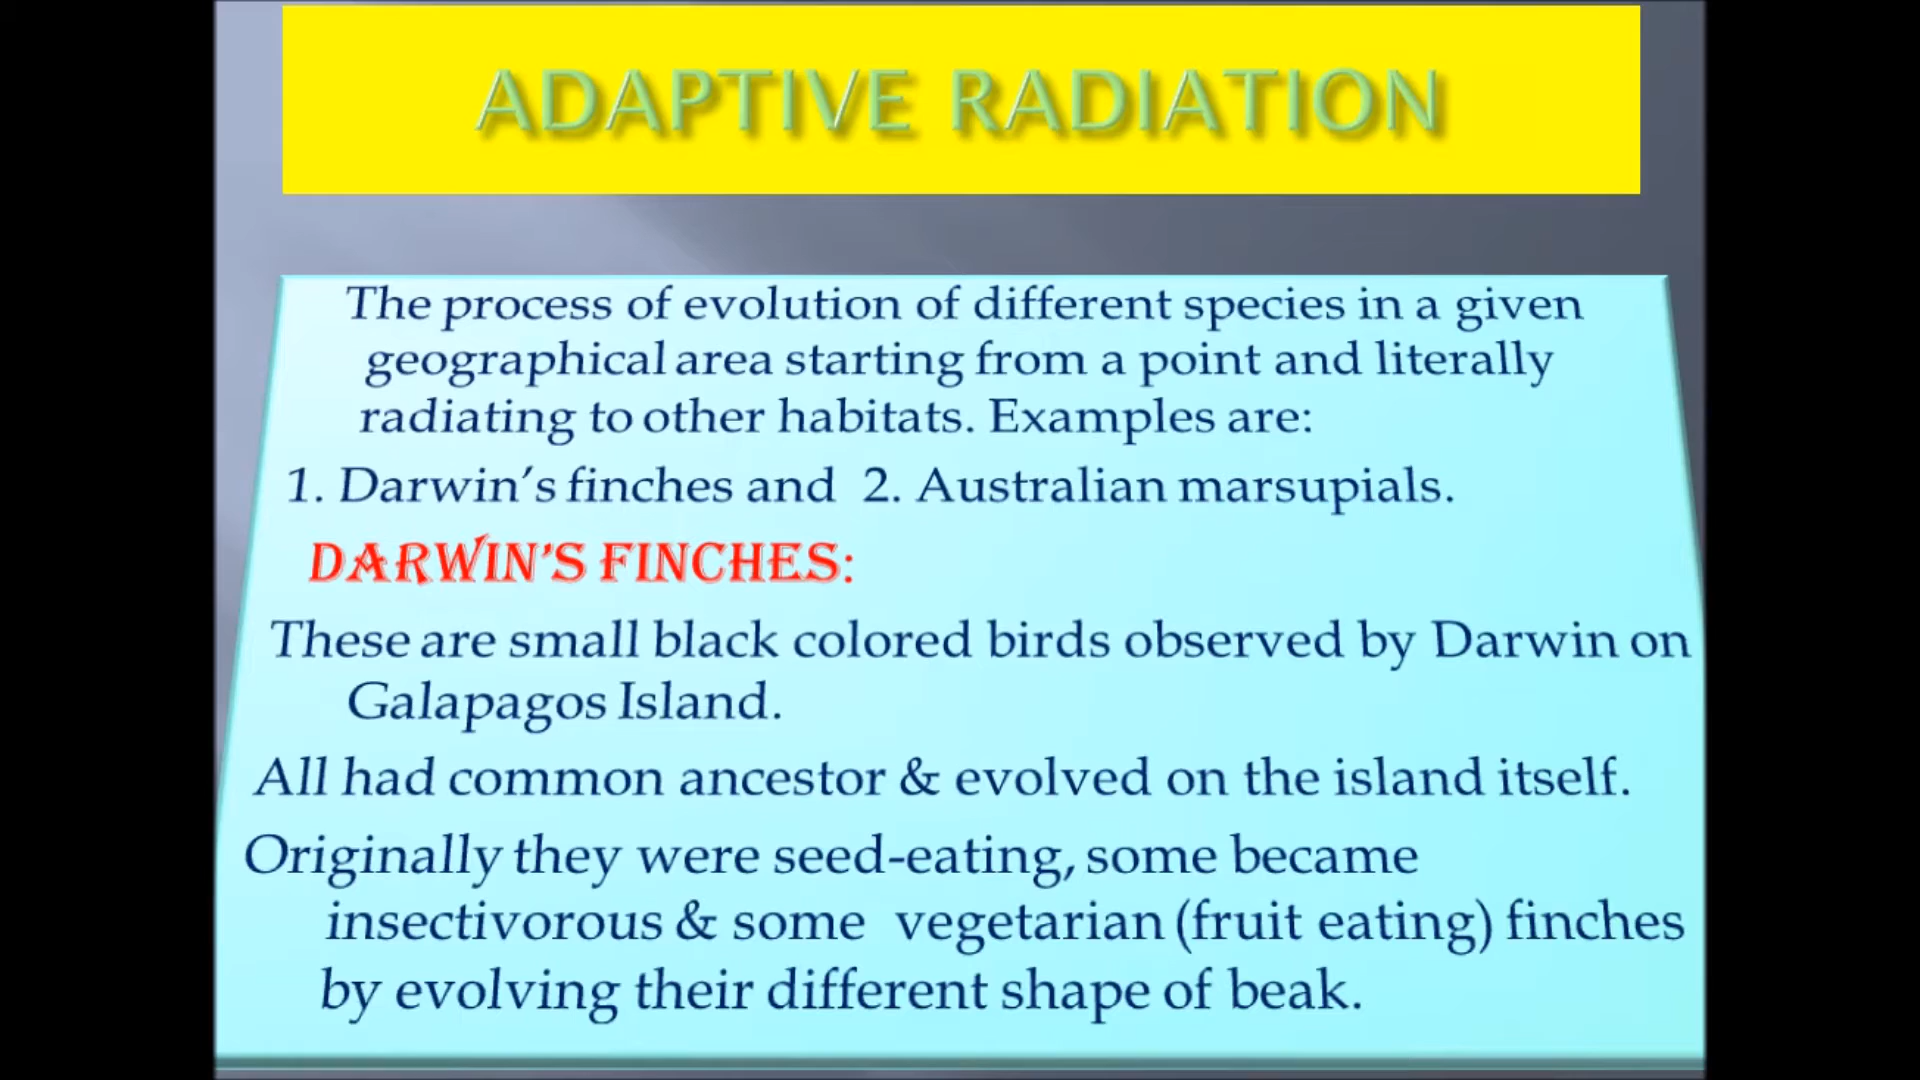 ADAPTIVE RADIATION
The process of evolution of different species in a given
geographical area starting from a point and literally
radiating to other habitats. Examples are:
1. Darwin's finches and 2. Australian marsupials.
DARWIN'S FINCHES:
These are small black colored birds observed by Darwin on
Galapagos Island.
All had common ancestor & evolved on the island itself.
Originally they were seed-eating, some became
insectivorous & some vegetarian (fruit eating) finches
by evolving their different shape of beak.